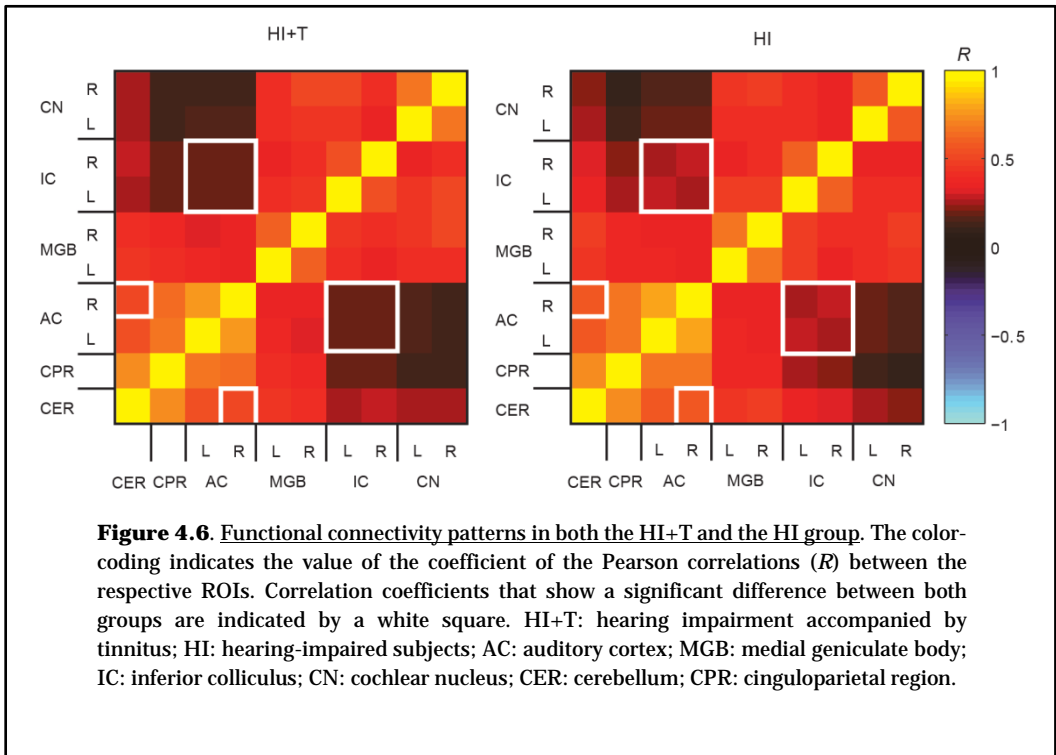 HI+T
HI
R
CN
R
L
IC
R
L
MGB
R
L
AC
R
L
CPR
CER
L R L R L R L R
CER CPR AC MGB IC CN
CN
R
L
IC
R
L
MGB
R
L
AC
R
L
CPR
CER
L R L R L R L R
CER CPR AC MGB IC CN
1
0.5
0
−0.5
−1
Figure 4.6. Functional connectivity patterns in both the HI+T and the HI group. The color-
coding indicates the value of the coefficient of the Pearson correlations (R) between the
respective ROIs. Correlation coefficients that show a significant difference between both
groups are indicated by a white square. HI+T: hearing impairment accompanied by
tinnitus; HI: hearing-impaired subjects; AC: auditory cortex; MGB: medial geniculate body;
IC: inferior colliculus; CN: cochlear nucleus; CER: cerebellum; CPR: cinguloparietal region.